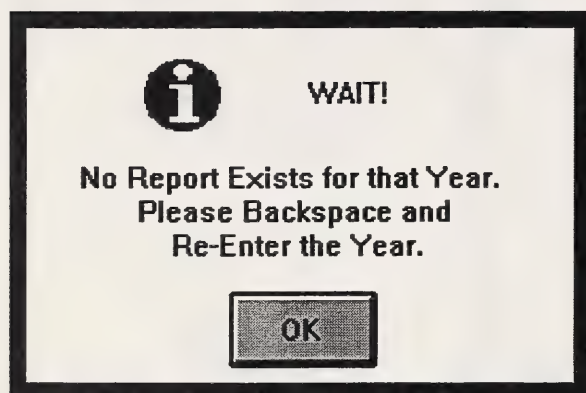 WAIT!
No Report Exists for that Year.
Please Backspace and
Re-Enter the Year.
OK